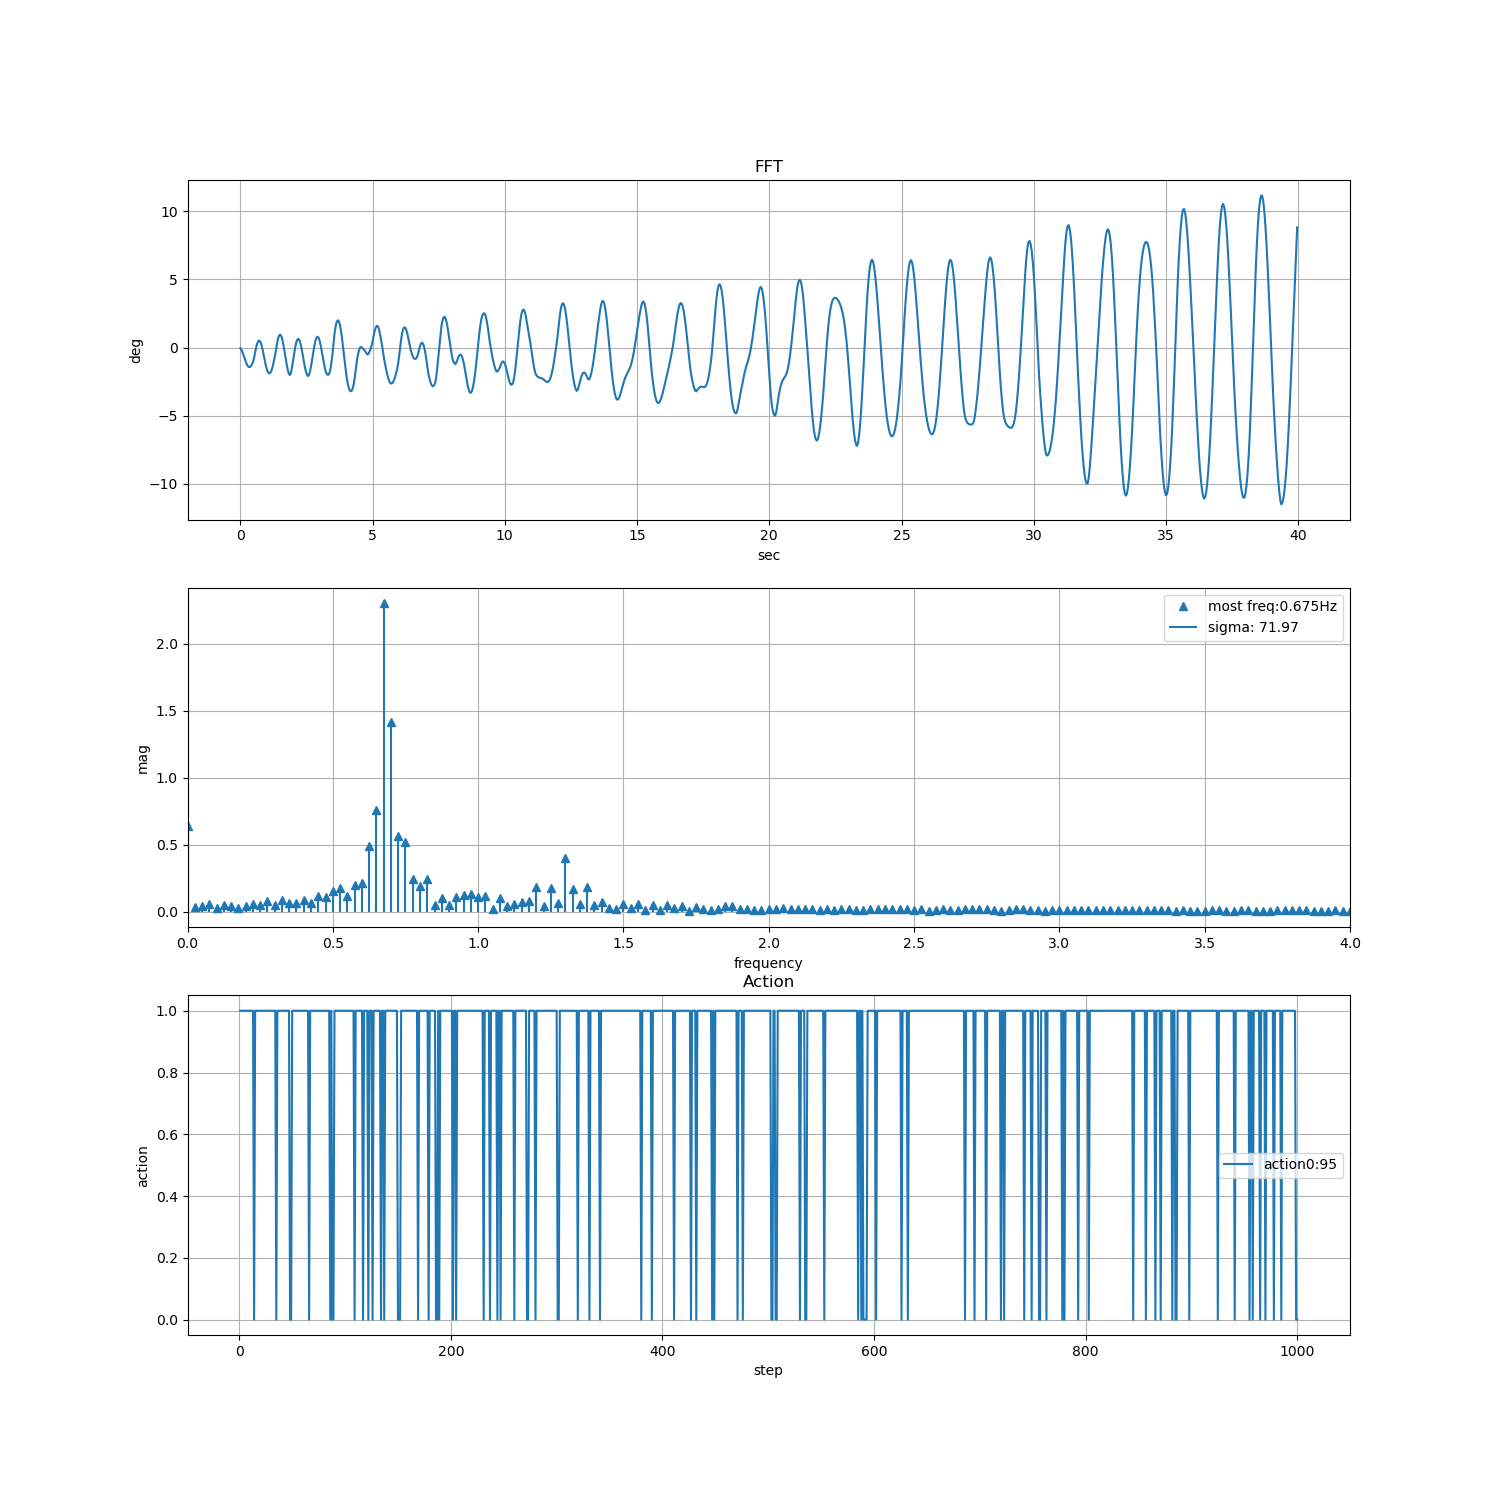 FFT
10
5
0
−5
−10
deg
0 5 10 15 20 25 30 35 40
sec
most freq:0.675Hz
sigma: 71.97
2.0
1.5
1.0
0.5
0.0
mag
0.0 0.5 1.0 1.5 2.0 2.5 3.0 3.5 4.0
frequency
Action
1.0
0.8
0.6
0.4
0.2
0.0
action
action0:95
0 200 400 600 800 1000
step